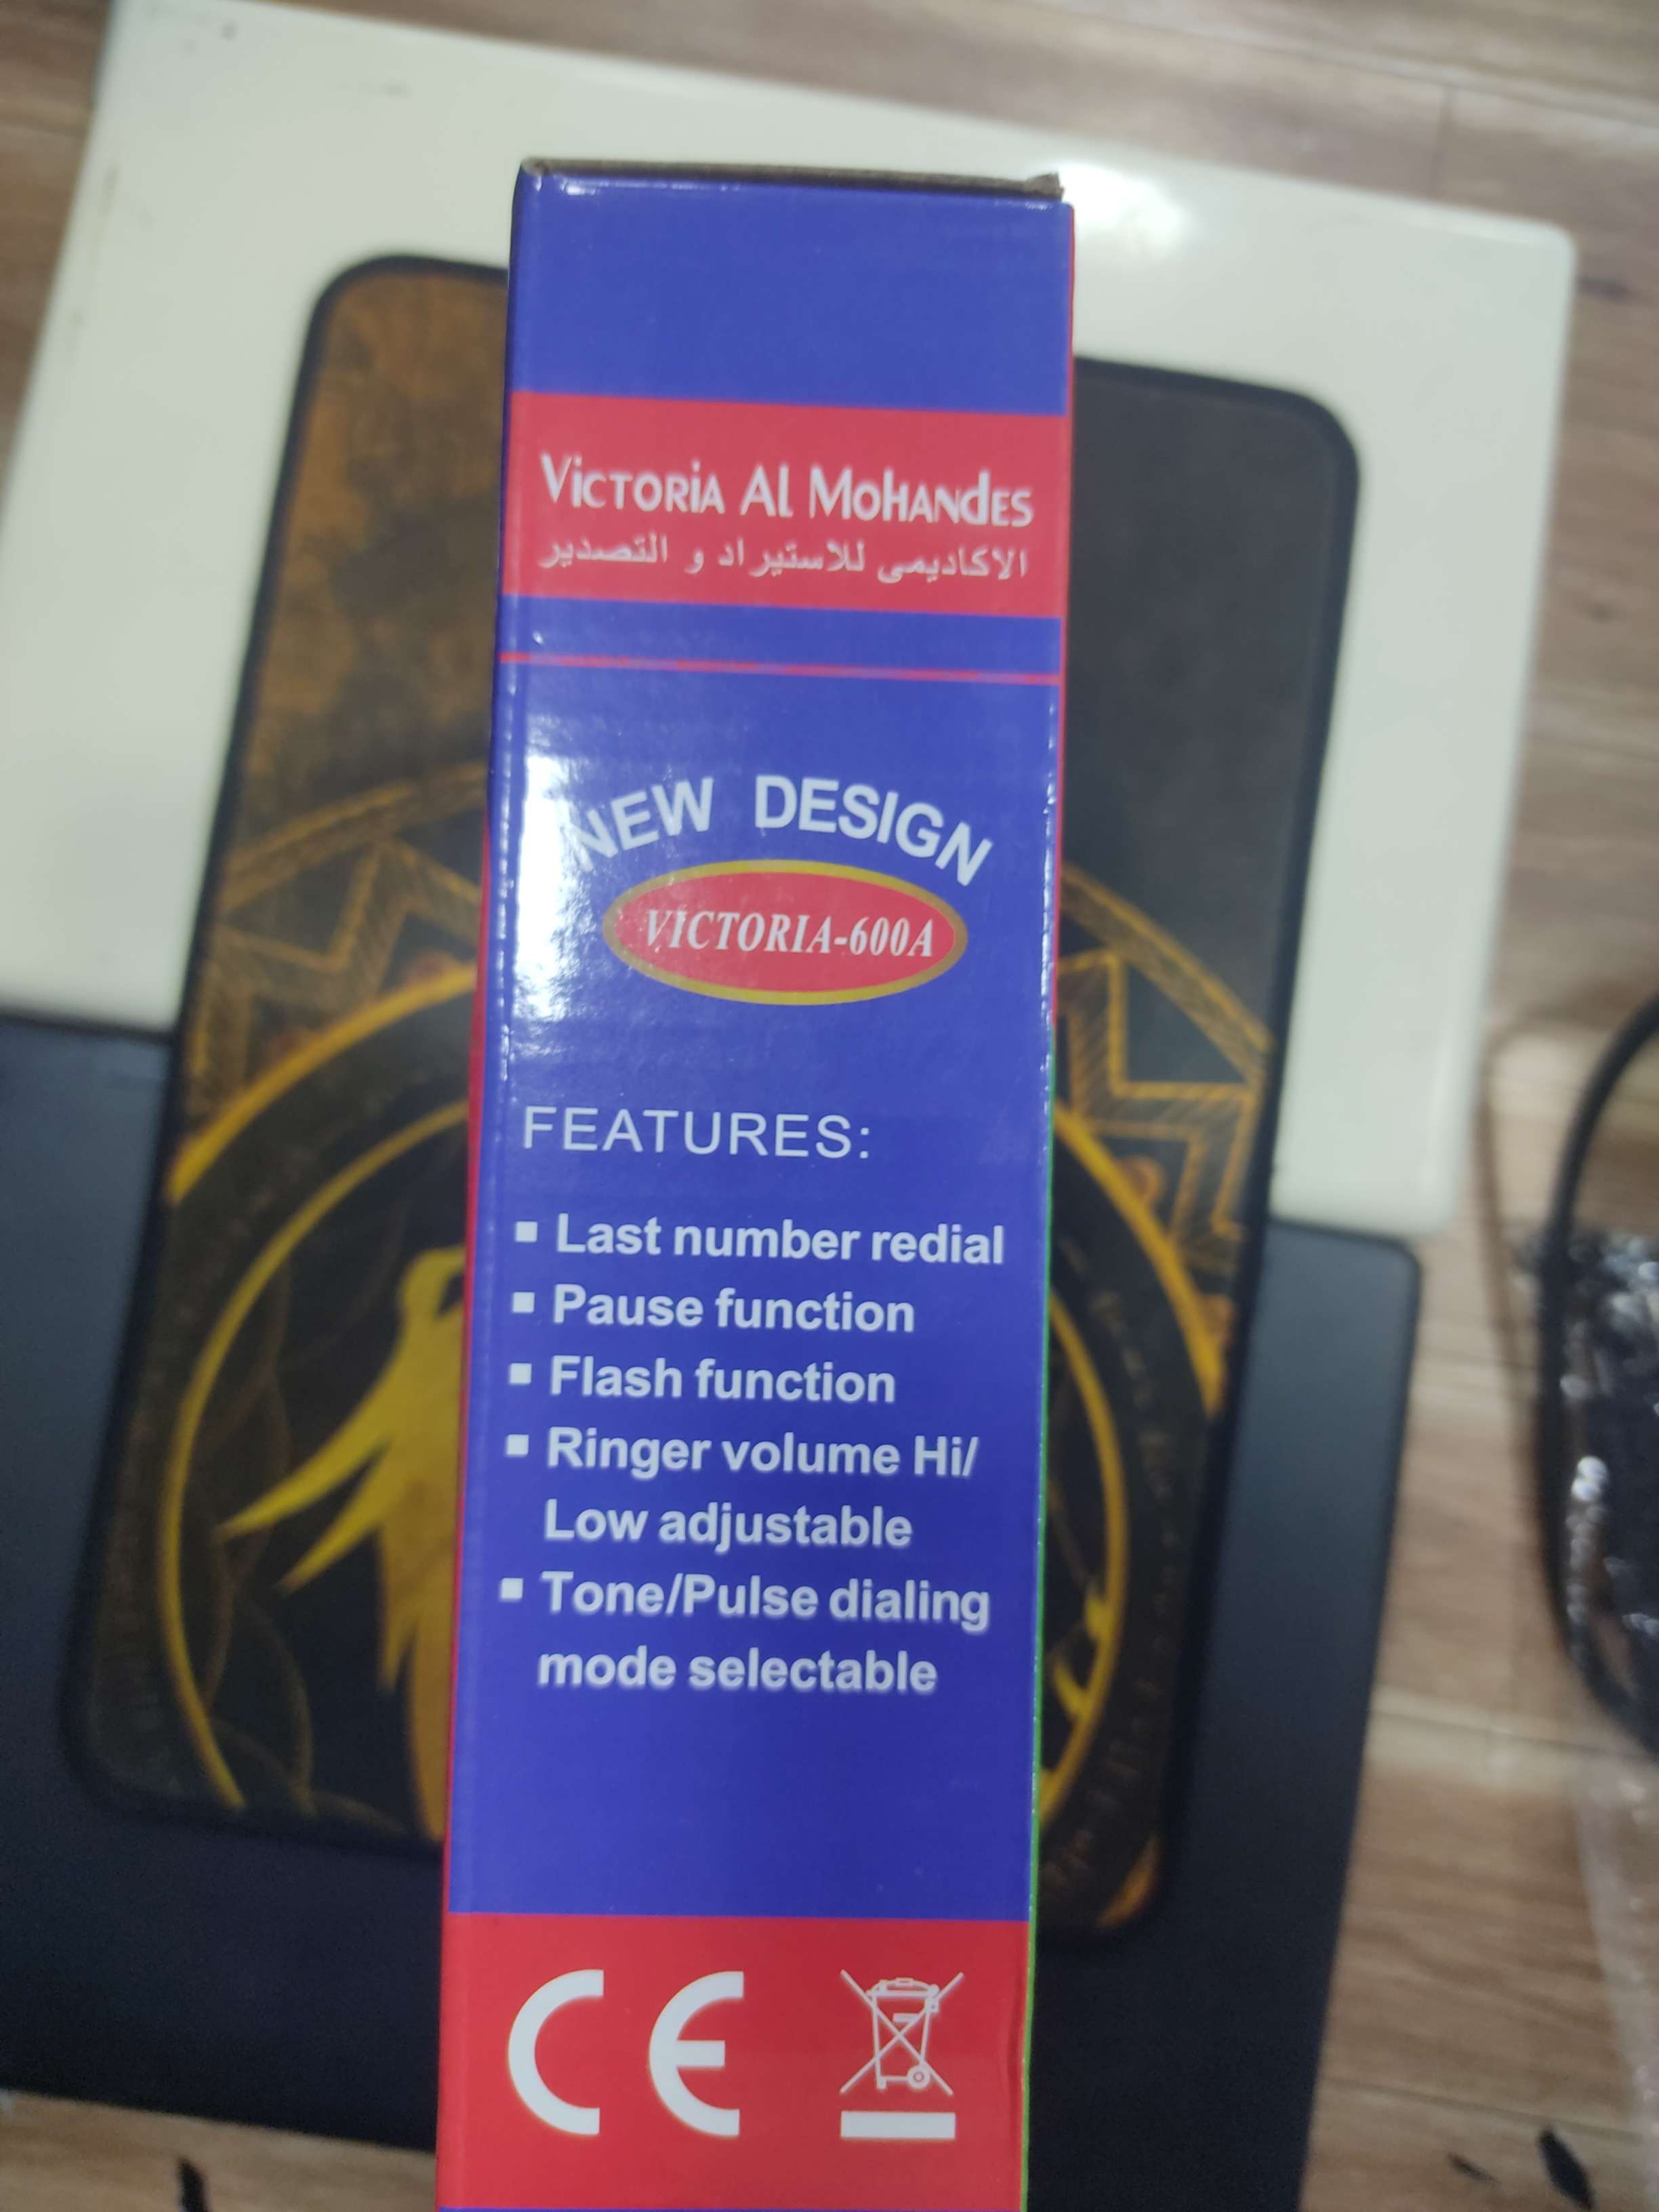 Victoria Al Mohandes
الاكاديمى للاستيراد و التصدير
NEW DESIGN
VICTORIA-600A
FEATURES:
▪ Last number redial
▪ Pause function
▪ Flash function
▪ Ringer volume Hi/
Low adjustable
▪ Tone/Pulse dialing
mode selectable
CE